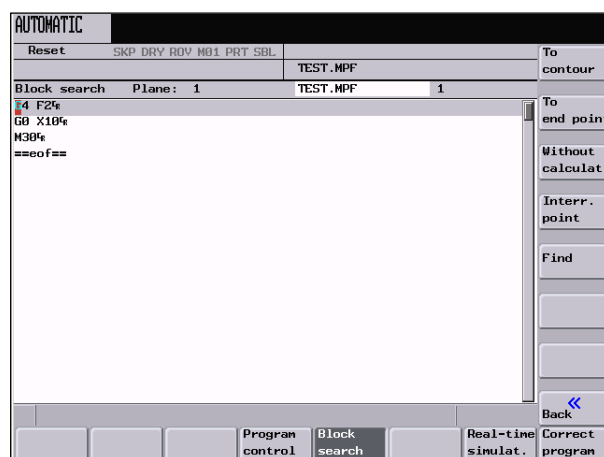 AUTOMATIC
Reset SKP DRY ROV M01 PRT SBL
TEST.MPF
Block search Plane: 1 TEST.MPF 1
G4 F2
G0 X10
M30
==eof==
To
contour
To
end poin
Without
calculat
Interr.
point
Find
Back
Program
control
Block
search
Real-time
simulat.
Correct
program